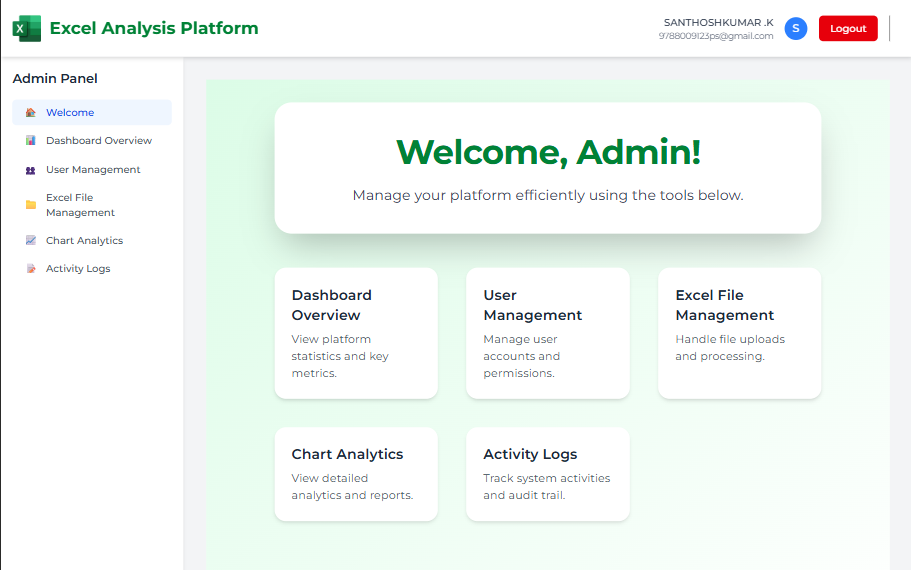 X
Excel Analysis Platform
SANTHOSHKUMAR .K
9788009123ps@gmail.com
S
Logout
Admin Panel
Welcome
Dashboard Overview
User Management
Excel File
Management
Chart Analytics
Activity Logs
Welcome, Admin!
Manage your platform efficiently using the tools below.
Dashboard
Overview
View platform
statistics and key
metrics.
User
Management
Manage user
accounts and
permissions.
Excel File
Management
Handle file uploads
and processing.
Chart Analytics
View detailed
analytics and reports.
Activity Logs
Track system activities
and audit trail.